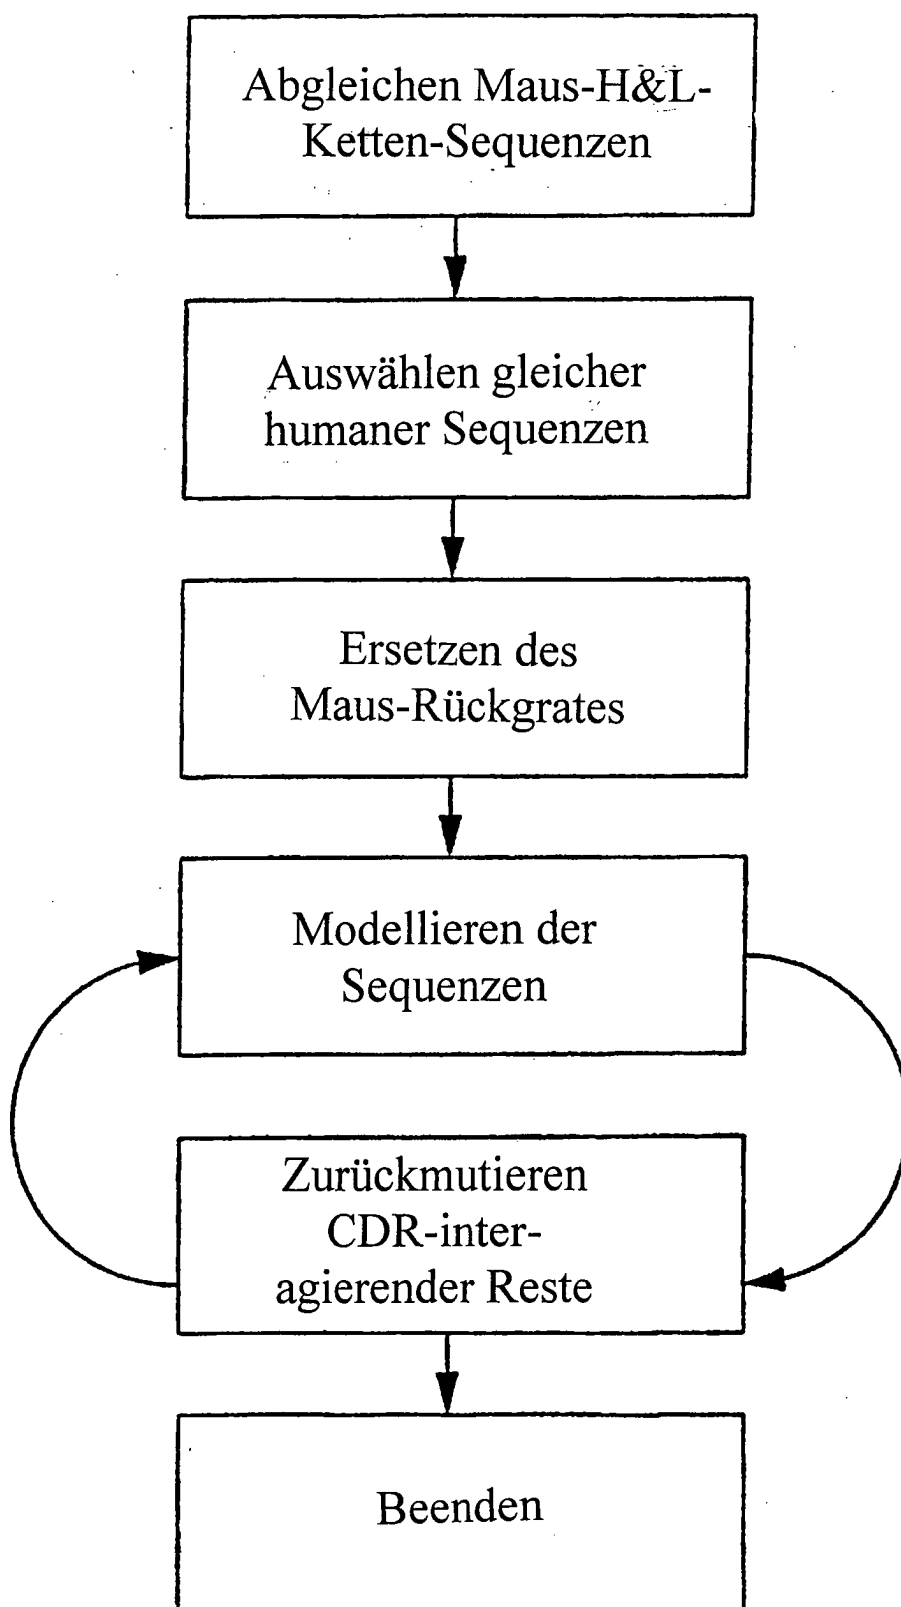 Abgleichen Maus-H&L-
Ketten-Sequenzen
Auswählen gleicher
humaner Sequenzen
Ersetzen des
Maus-Rückgrates
Modellieren der
Sequenzen
Zurückmutieren
CDR-inter-
agierender Reste
Beenden